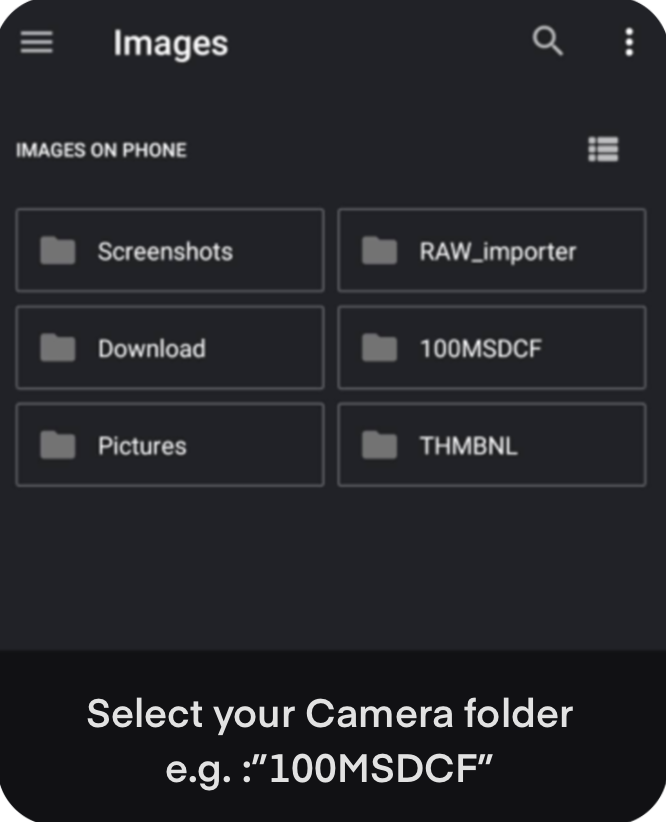 Images
IMAGES ON PHONE
Screenshots
RAW_importer
Download
100MSDCF
Pictures
THMBNL
Select your Camera folder
e.g. :”100MSDCF”